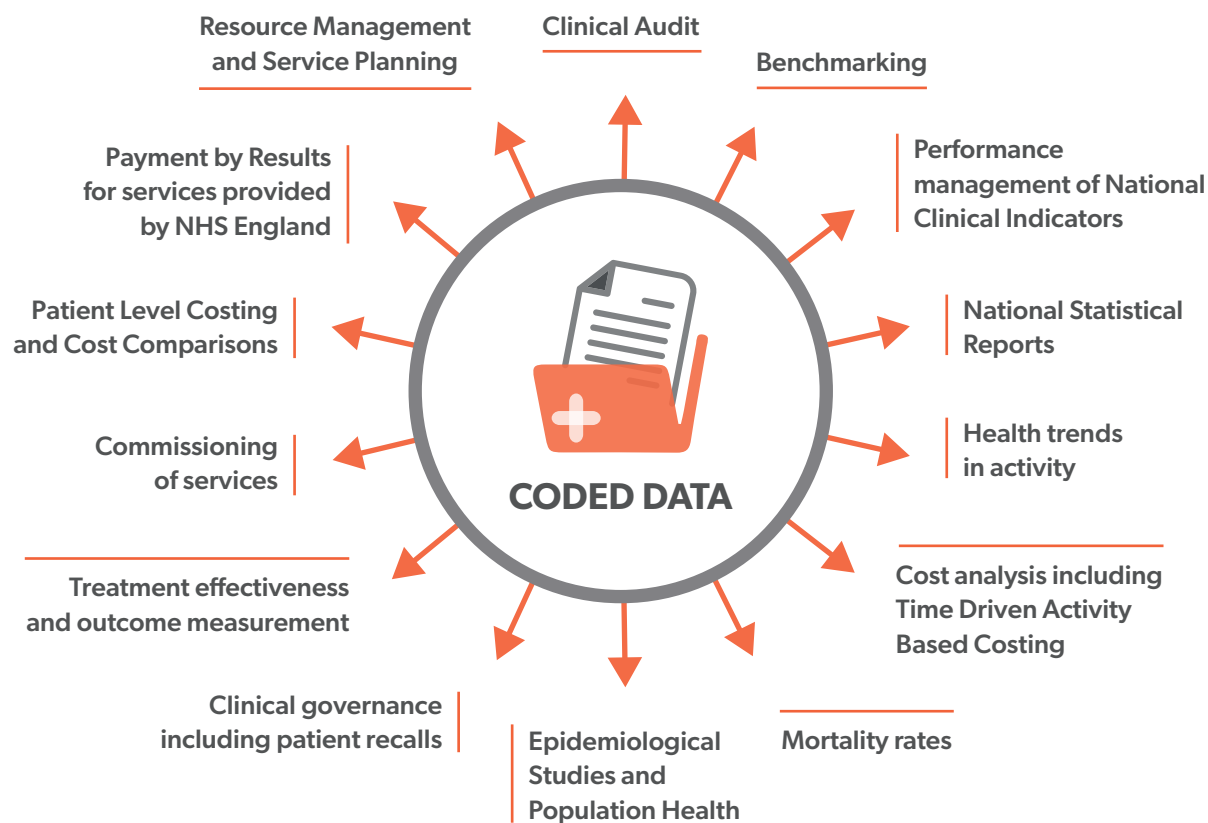 Resource Management
and Service Planning
Clinical Audit
Benchmarking
Payment by Results
for services provided
by NHS England
Performance
management of National
Clinical Indicators
Patient Level Costing
and Cost Comparisons
National Statistical
Reports
Commissioning
of services
Health trends
in activity
CODED DATA
Treatment effectiveness
and outcome measurement
Cost analysis including
Time Driven Activity
Based Costing
Clinical governance
including patient recalls
Epidemiological
Studies and
Population Health
Mortality rates